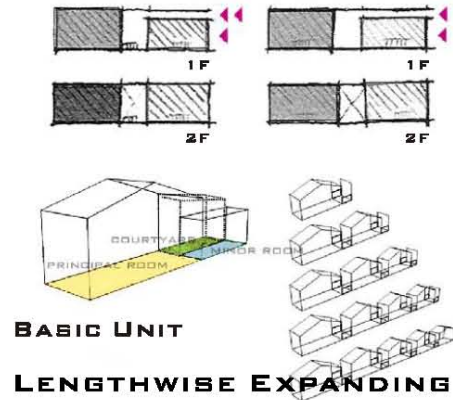 1F 1F
2F 2F
COURTYARD
MINOR ROOM
PRINCIPAL ROOM
BASIC UNIT
LENGTHWISE EXPANDING